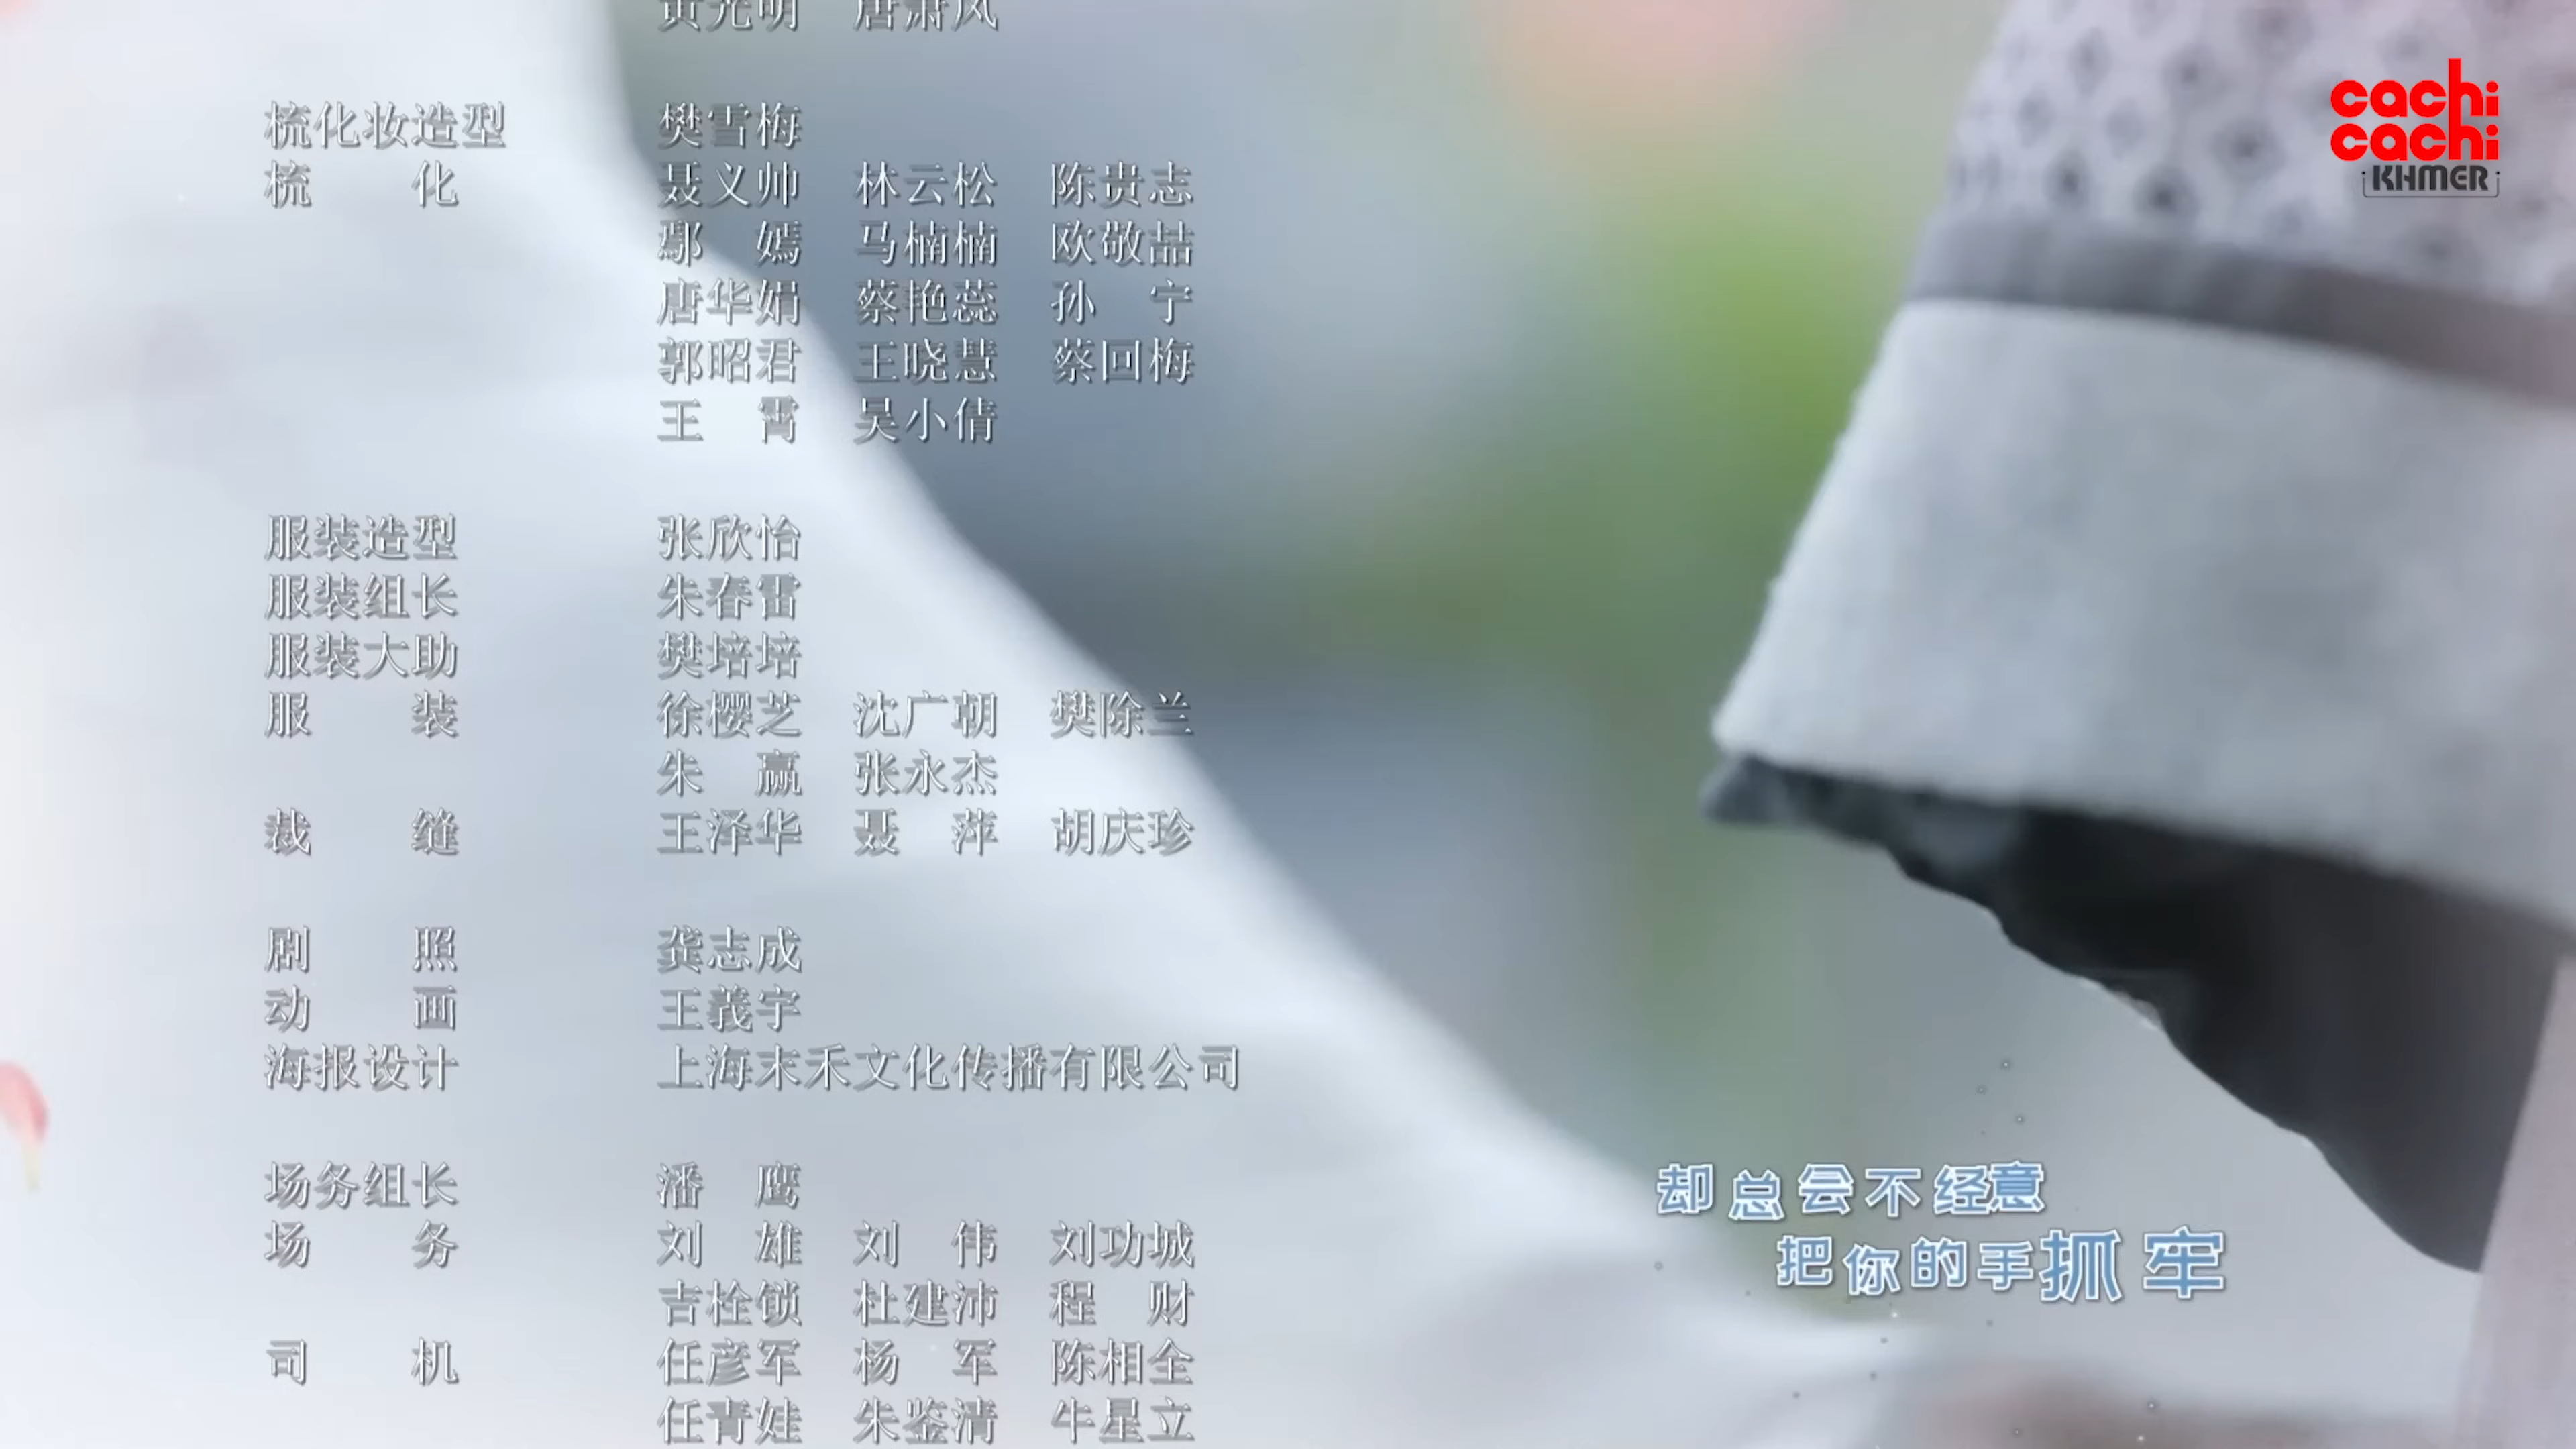 黄光明 唐萧凤
cachi
cachi
KHMER
梳化妆造型 樊雪梅
梳 化 聂义帅 林云松 陈贵志
鄢 嫣 马楠楠 欧敬喆
唐华娟 蔡艳蕊 孙 宁
郭昭君 王晓慧 蔡回梅
王 霄 吴小倩
服装造型 张欣怡
服装组长 朱春雷
服装大助 樊培培
服 装 徐樱芝 沈广朝 樊除兰
朱 赢 张永杰
裁 缝 王泽华 聂 萍 胡庆珍
剧 照 龚志成
动 画 王義宇
海报设计 上海末禾文化传播有限公司
场务组长 潘 鹰
场 务 刘 雄 刘 伟 刘功城
吉栓锁 杜建沛 程 财
司 机 任彦军 杨 军 陈相全
任青娃 朱鉴清 牛星立
却总会不经意
把你的手抓牢